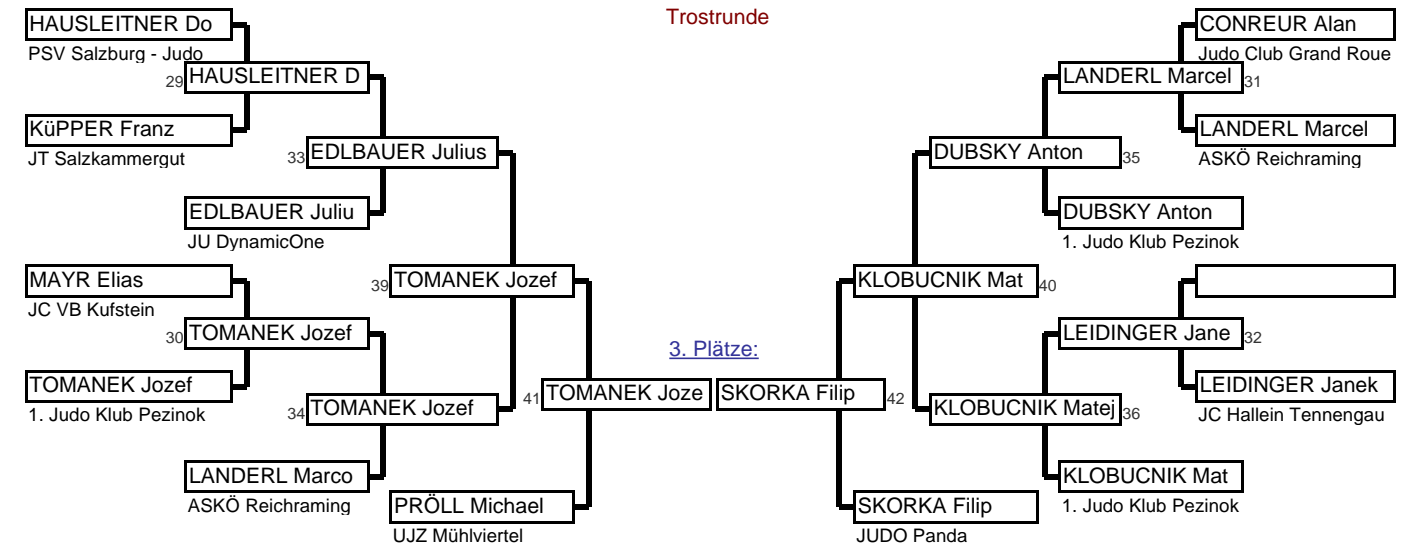 Trostrunde
HAUSLEITNER Do
PSV Salzburg - Judo
29
HAUSLEITNER D
KüPPER Franz
JT Salzkammergut
33
EDLBAUER Julius
EDLBAUER Juliu
JU DynamicOne
MAYR Elias
JC VB Kufstein
39
TOMANEK Jozef
30
TOMANEK Jozef
TOMANEK Jozef
1. Judo Klub Pezinok
34
TOMANEK Jozef
LANDERL Marco
ASKÖ Reichraming
PRÖLL Michael
UJZ Mühlviertel
3. Plätze:
41
TOMANEK Joze
SKORKA Filip
42
CONREUR Alan
Judo Club Grand Roue
LANDERL Marcel
31
LANDERL Marcel
ASKÖ Reichraming
DUBSKY Anton
35
DUBSKY Anton
1. Judo Klub Pezinok
KLOBUCNIK Mat
40
LEIDINGER Jane
32
LEIDINGER Janek
JC Hallein Tennengau
KLOBUCNIK Matej
36
KLOBUCNIK Mat
1. Judo Klub Pezinok
SKORKA Filip
JUDO Panda